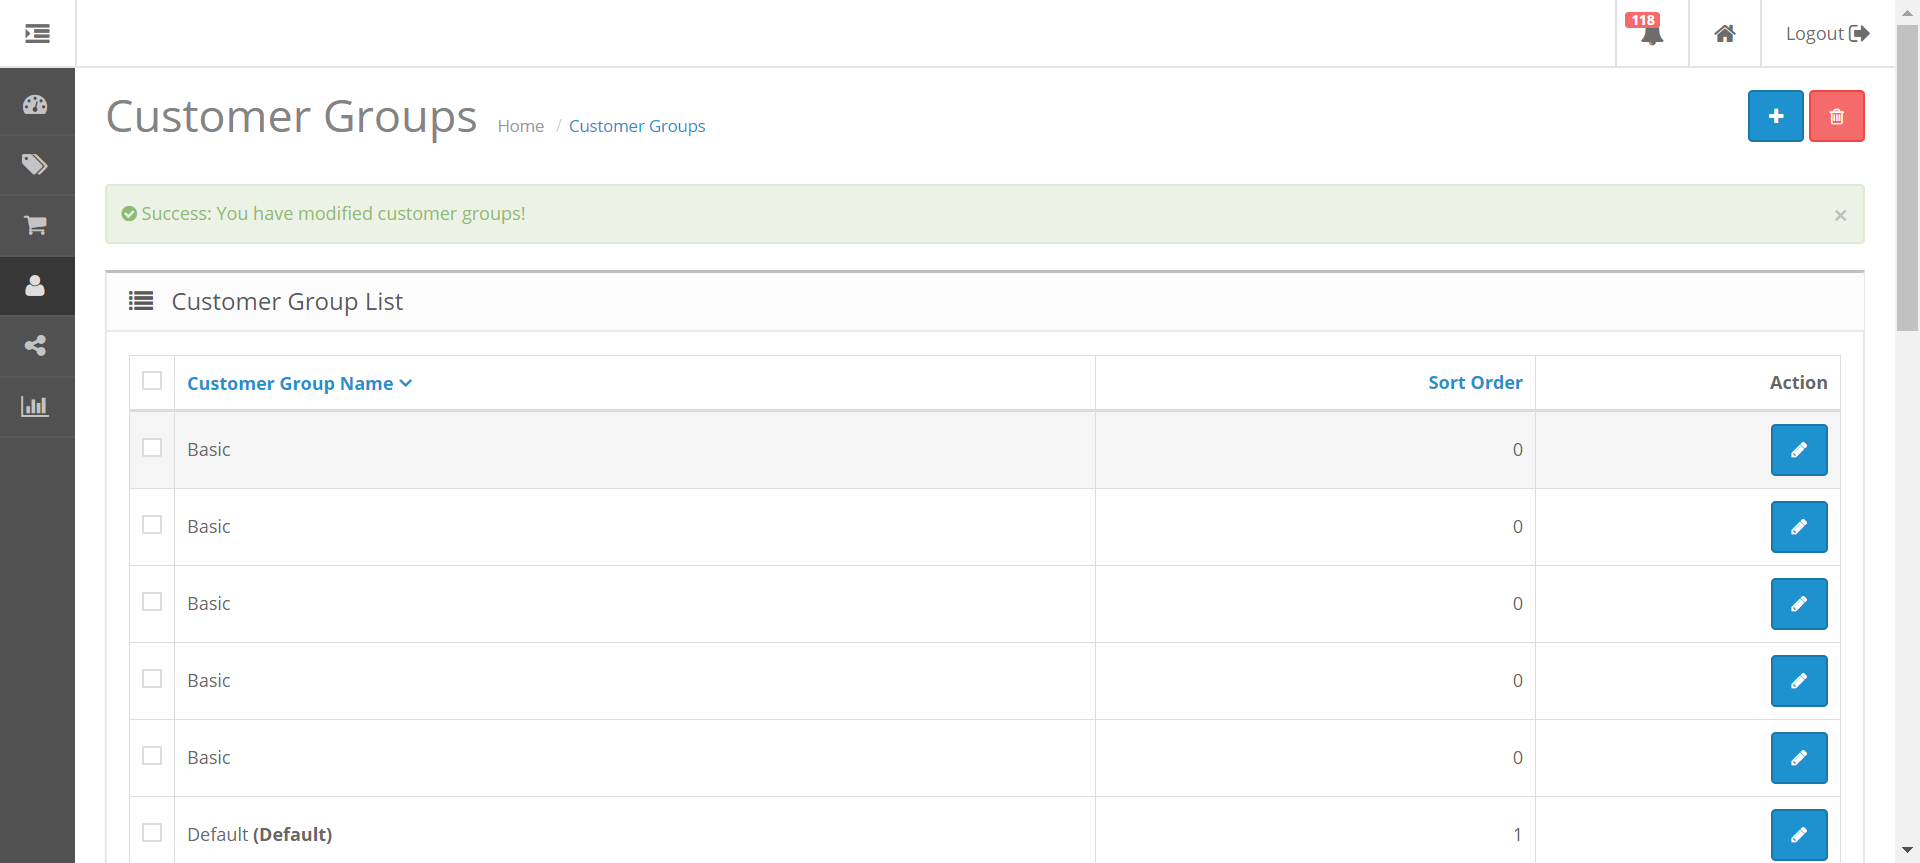 118
Logout
Customer Groups
Home / Customer Groups
Success: You have modified customer groups!
×
Customer Group List
Customer Group Name Sort Order Action
Basic 0
Basic 0
Basic 0
Basic 0
Basic 0
Default (Default) 1